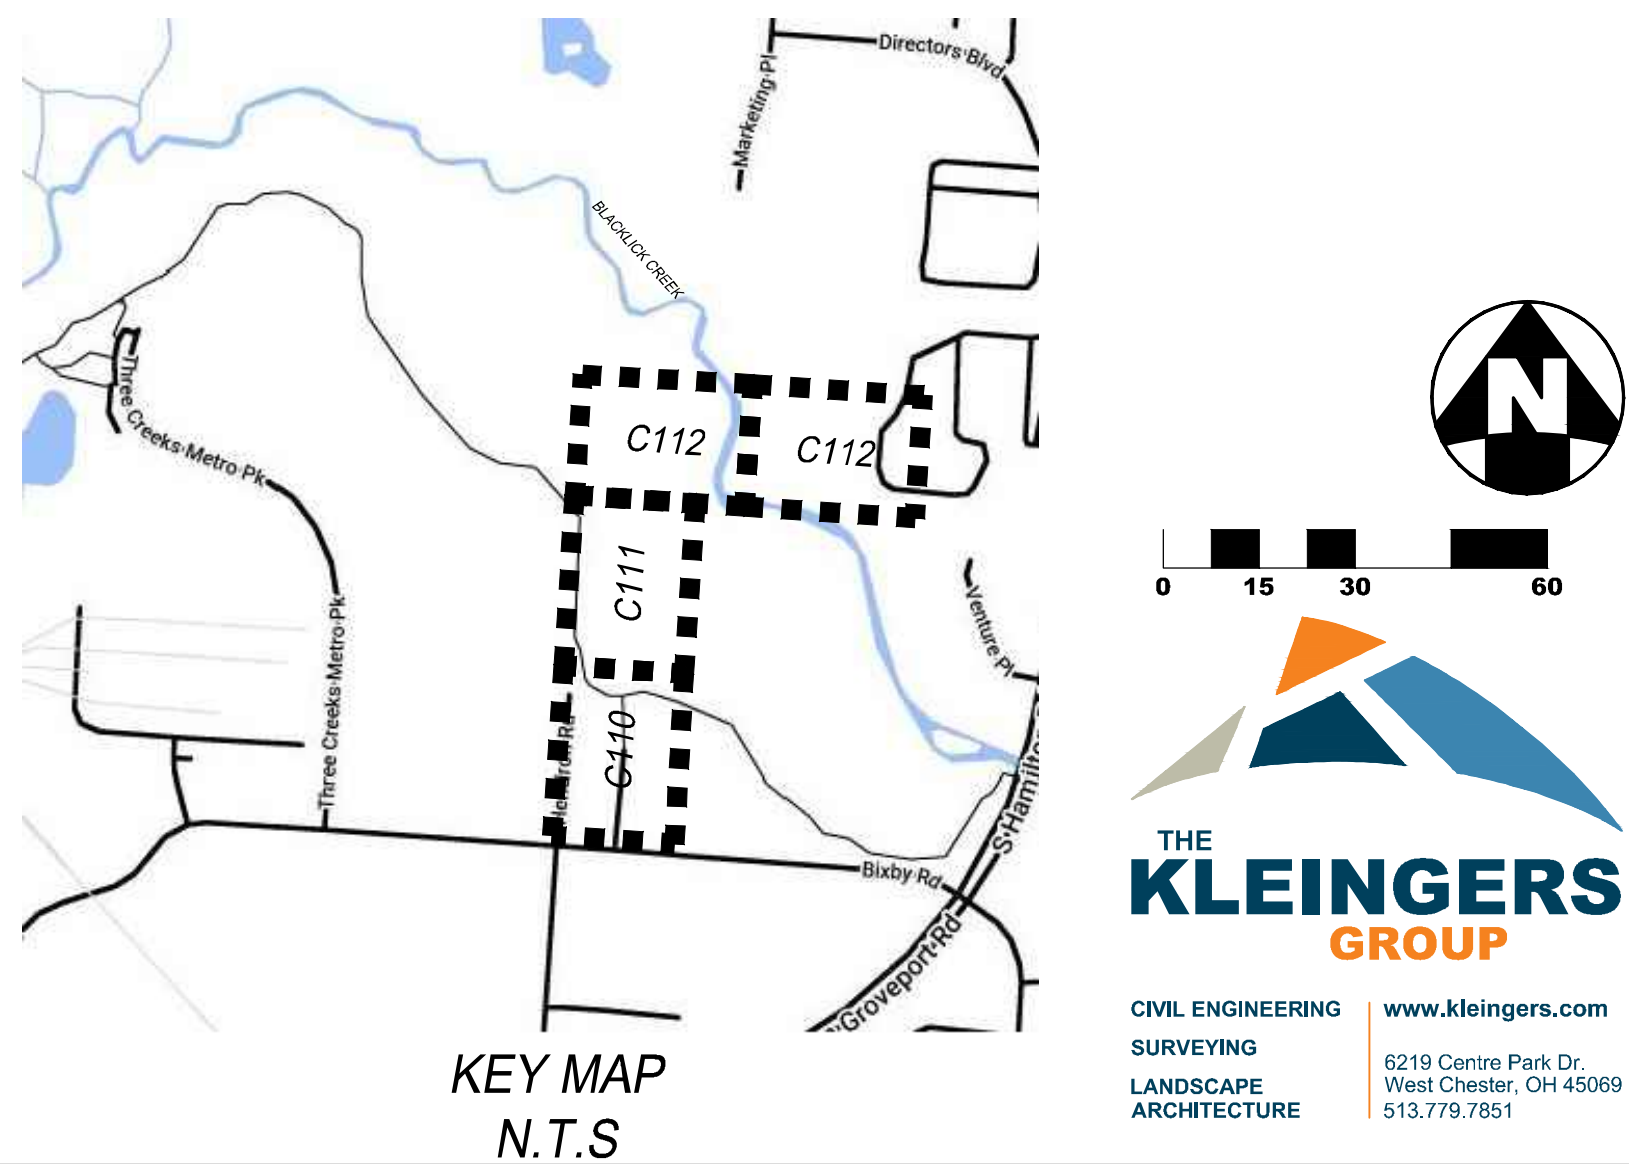 Directors Blvd
Marketing Pl
BLACKLICK CREEK
Three Creeks Metro Pk
C112
C112
C111
Venture Pl
Three Creeks Metro Pk
C110
Bixby Rd
Groveport Rd
KEY MAP
N.T.S
N
0 15 30 60
THE
KLEINGERS
GROUP
CIVIL ENGINEERING
SURVEYING
LANDSCAPE
ARCHITECTURE
www.kleingers.com
6219 Centre Park Dr.
West Chester, OH 45069
513.779.7851